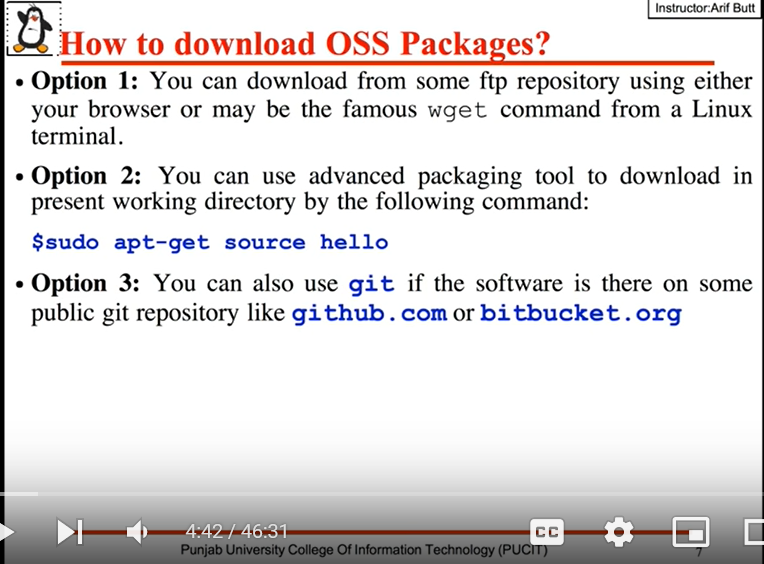 Instructor:Arif Butt
How to download OSS Packages?
• Option 1: You can download from some ftp repository using either
your browser or may be the famous wget command from a Linux
terminal.
• Option 2: You can use advanced packaging tool to download in
present working directory by the following command:
$sudo apt-get source hello
• Option 3: You can also use git if the software is there on some
public git repository like github.com or bitbucket.org
4:42 / 46:31
CC
Punjab University College Of Information Technology (PUCIT)
7